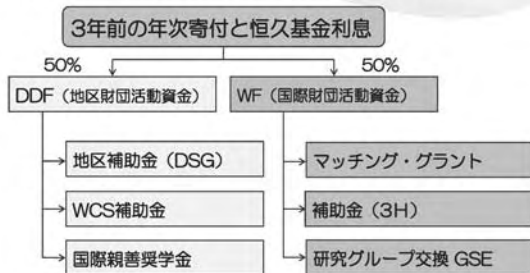 3年前の年次寄付と恒久基金利息
50% 50%
DDF（地区財団活動資金） WF（国際財団活動資金）
地区補助金（DSG） マッチング・グラント
WCS補助金 補助金（3H）
国際親善奨学金 研究グループ交換 GSE